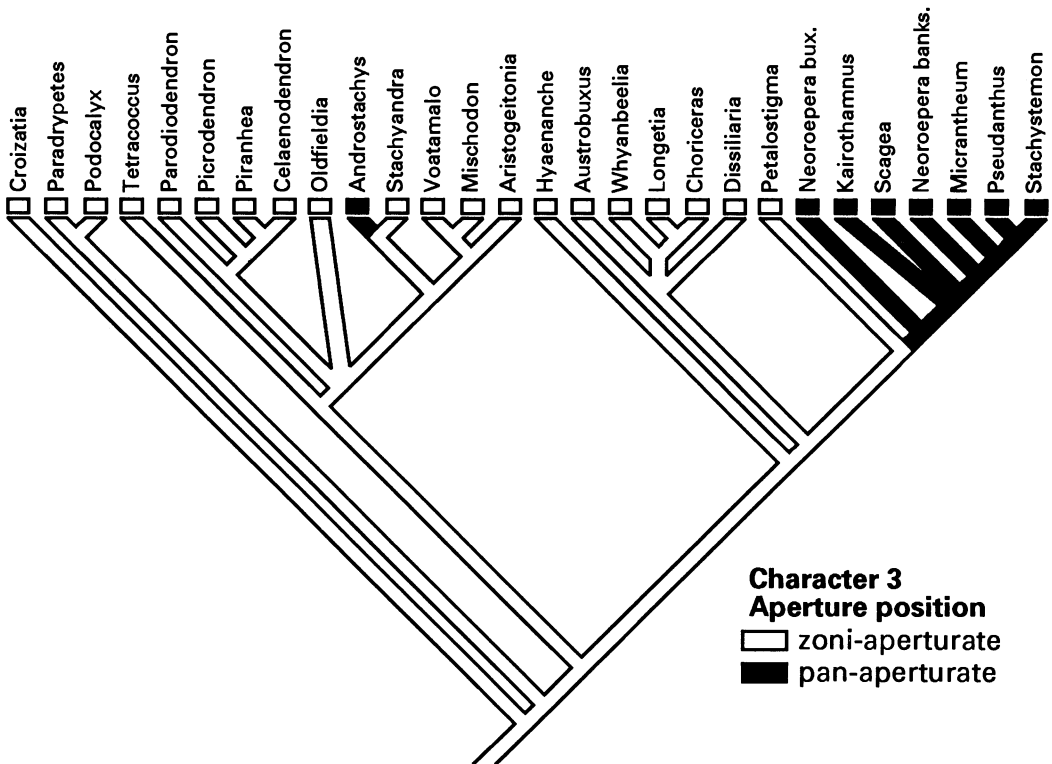 Croizatia
Paradrypetes
Podocalyx
Tetracoccus
Parodiodendron
Picrodendron
Piranhea
Celaenodendron
Oldfieldia
Androstachys
Stachyandra
Voatamalo
Mischodon
Aristogeitonia
Hyaenanche
Austrobuxus
Whyanbeelia
Longetia
Choriceras
Dissiliaria
Petalostigma
Neoroepera bux.
Kairothamnus
Scagea
Neoroepera banks.
Micrantheum
Pseudanthus
Stachystemon
Character 3
Aperture position
zoni-aperturate
pan-aperturate